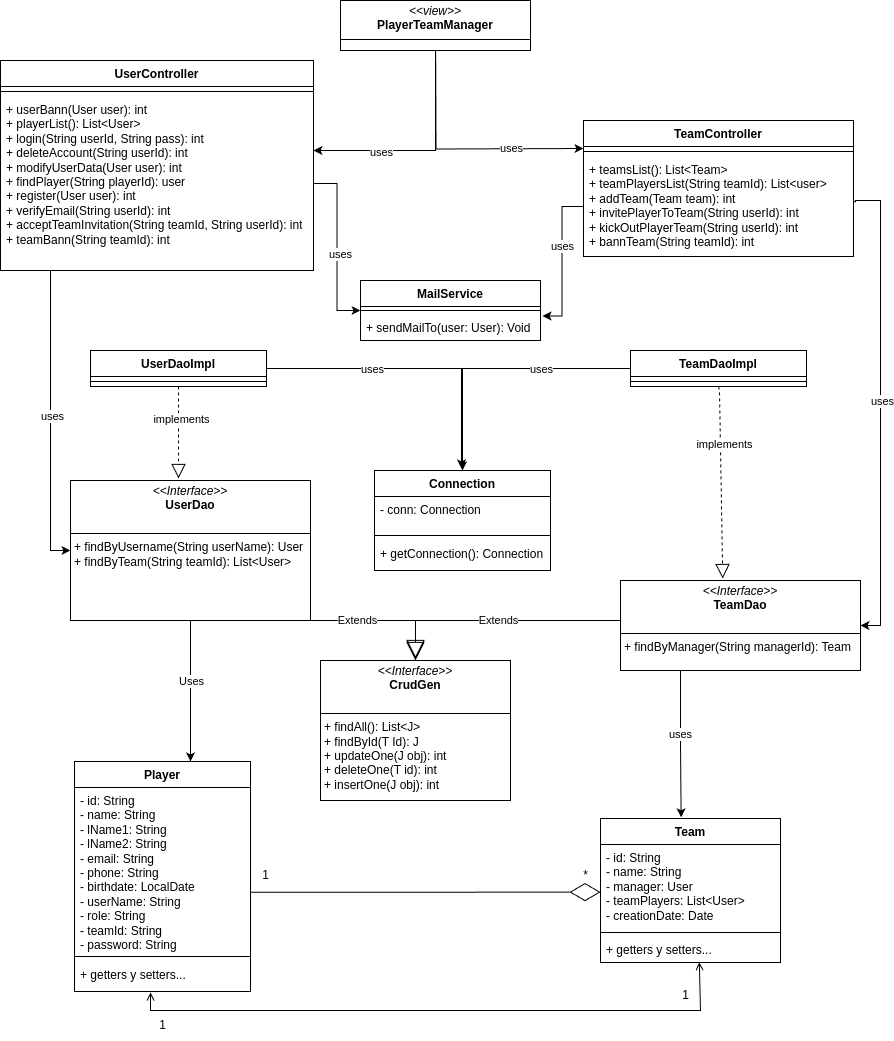 <<view>>
PlayerTeamManager
UserController
+ userBann(User user): int
+ playerList(): List<User>
+ login(String userId, String pass): int
+ deleteAccount(String userId): int
+ modifyUserData(User user): int
+ findPlayer(String playerId): user
+ register(User user): int
+ verifyEmail(String userId): int
+ acceptTeamInvitation(String teamId, String userId): int
+ teamBann(String teamId): int
uses
uses
TeamController
+ teamsList(): List<Team>
+ teamPlayersList(String teamId): List<user>
+ addTeam(Team team): int
+ invitePlayerToTeam(String userId): int
+ kickOutPlayerTeam(String userId): int
+ bannTeam(String teamId): int
uses
uses
MailService
+ sendMailTo(user: User): Void
UserDaoImpl
uses
uses
TeamDaoImpl
uses
implements
implements
uses
<<Interface>>
UserDao
+ findByUsername(String userName): User
+ findByTeam(String teamId): List<User>
Connection
- conn: Connection
+ getConnection(): Connection
<<Interface>>
TeamDao
+ findByManager(String managerId): Team
Extends
Extends
<<Interface>>
CrudGen
+ findAll(): List<J>
+ findById(T Id): J
+ updateOne(J obj): int
+ deleteOne(T id): int
+ insertOne(J obj): int
Uses
uses
Player
- id: String
- name: String
- lName1: String
- lName2: String
- email: String
- phone: String
- birthdate: LocalDate
- userName: String
- role: String
- teamId: String
- password: String
+ getters y setters...
1
*
Team
- id: String
- name: String
- manager: User
- teamPlayers: List<User>
- creationDate: Date
+ getters y setters...
1
1